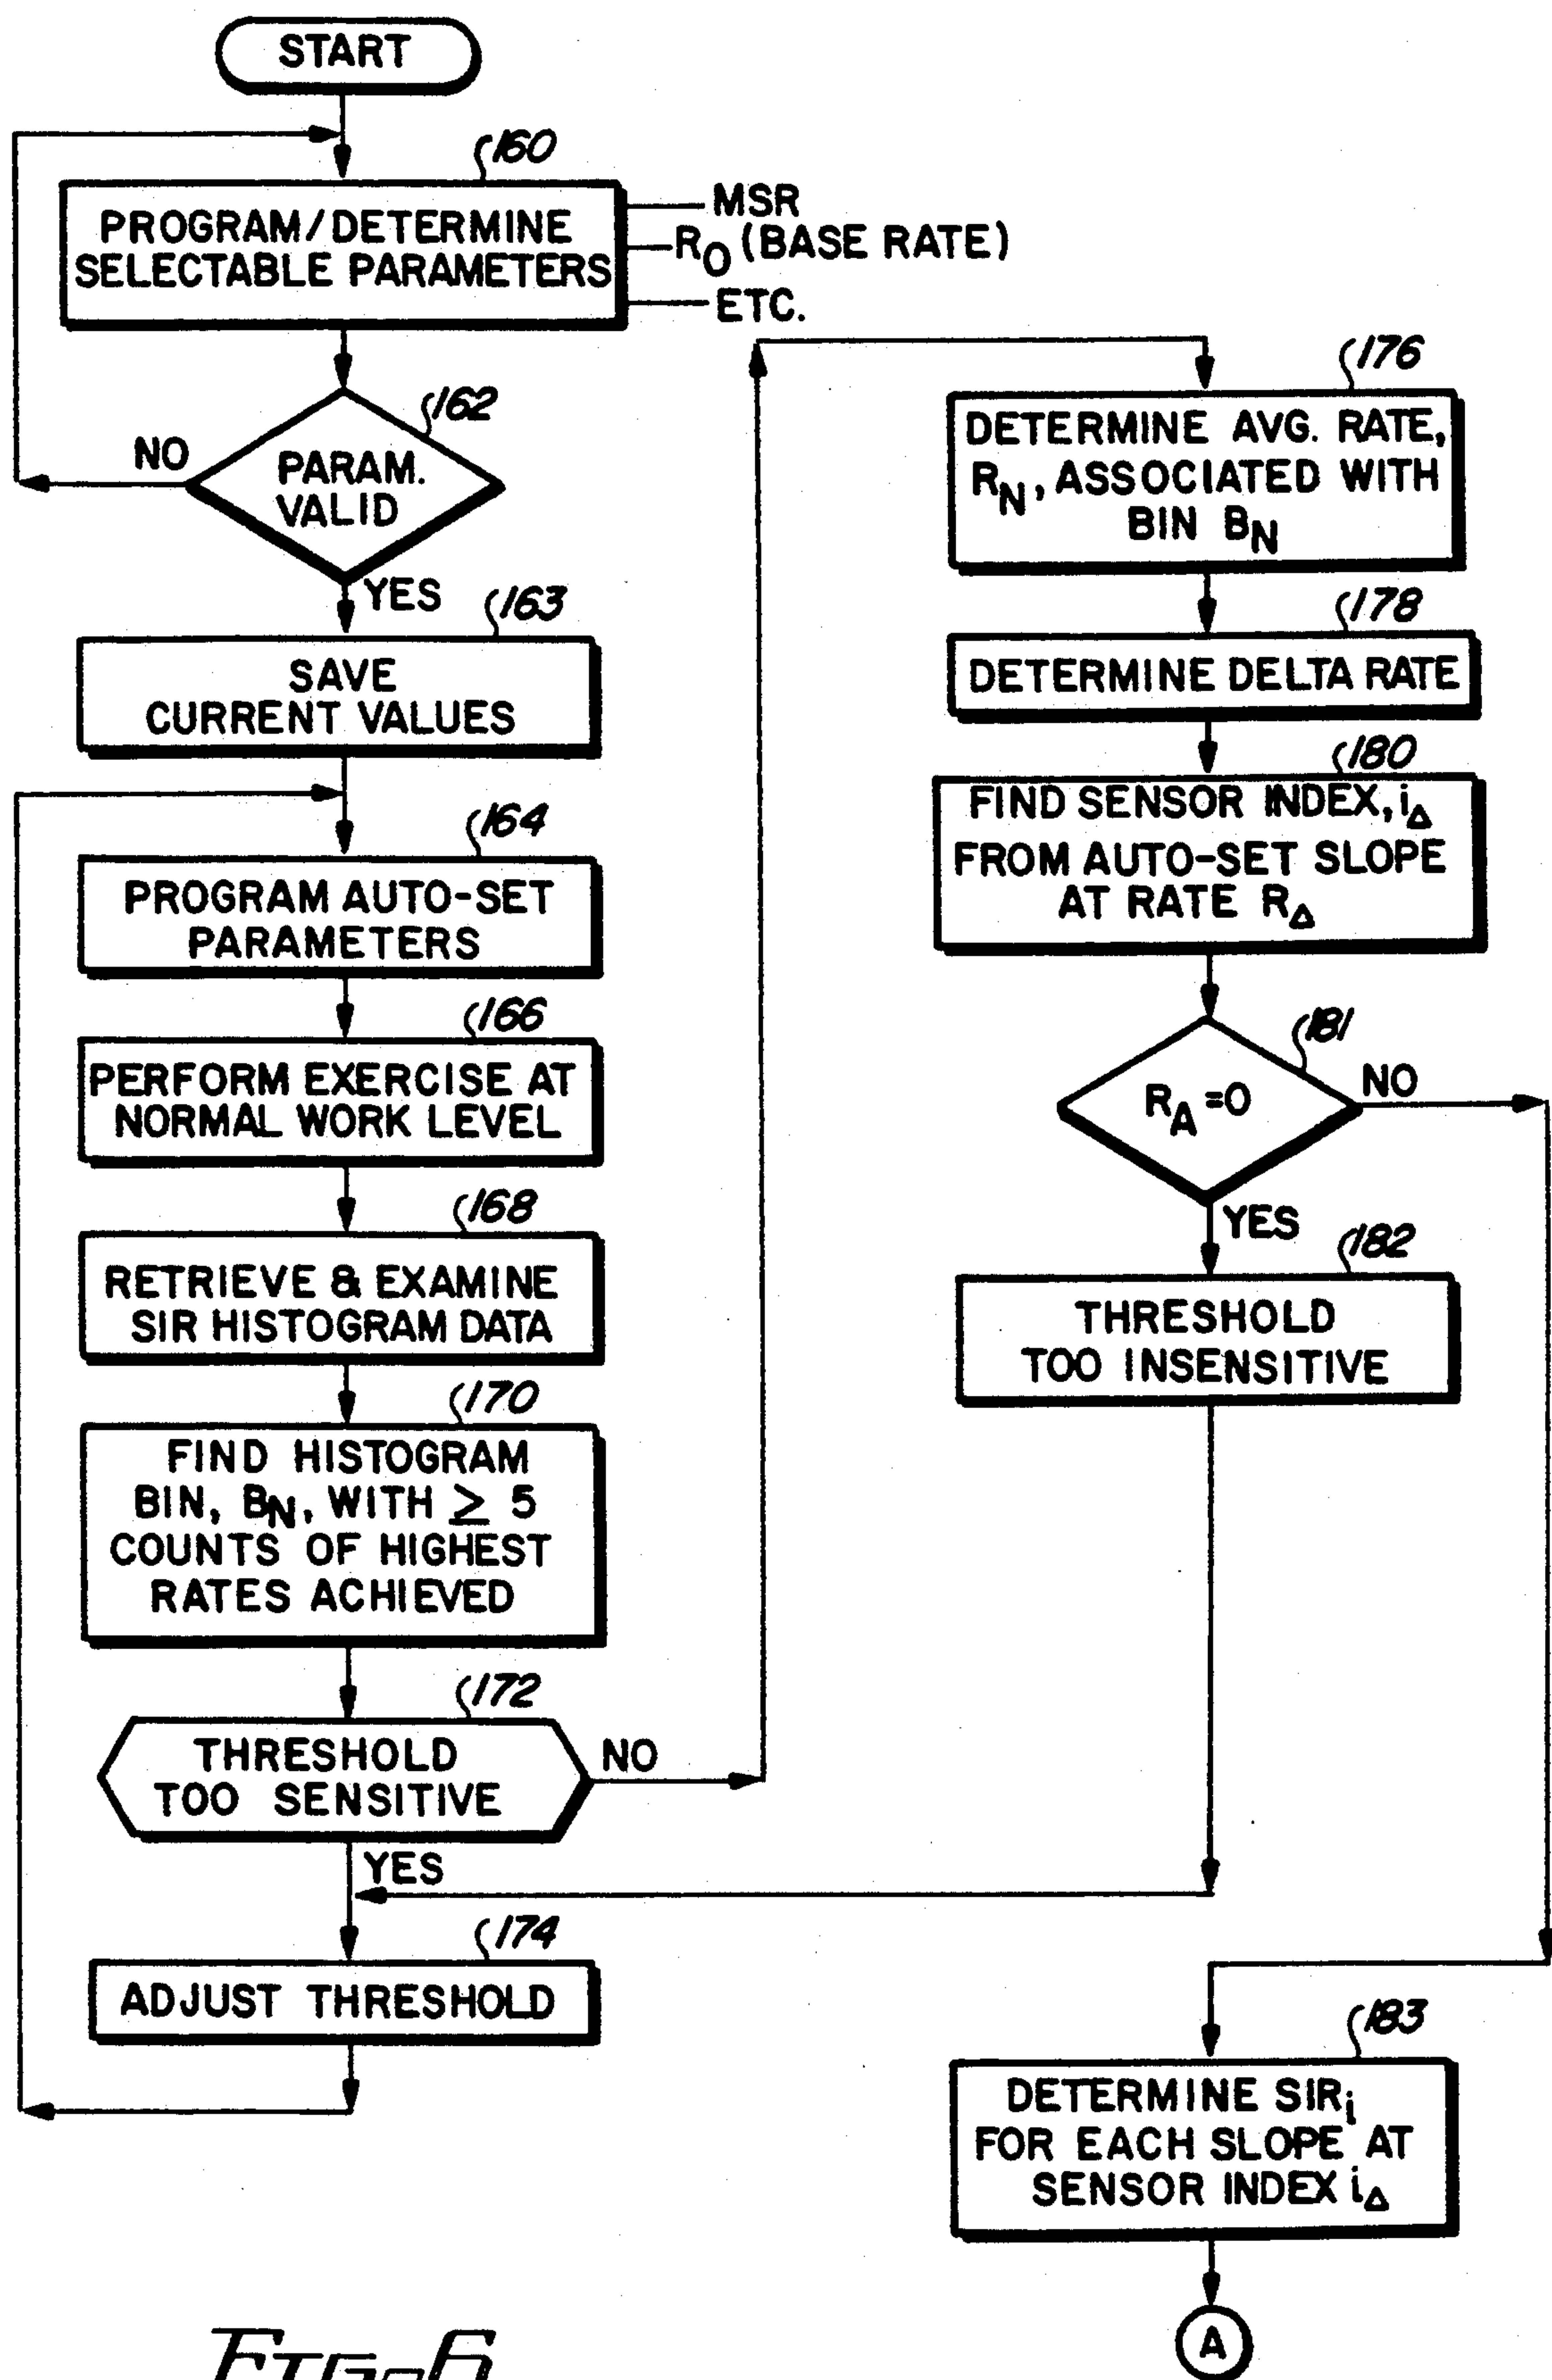 START
160
PROGRAM/DETERMINE
SELECTABLE PARAMETERS
MSR
RO (BASE RATE)
ETC.
162
PARAM.
VALID
NO
YES
163
SAVE
CURRENT VALUES
164
PROGRAM AUTO-SET
PARAMETERS
166
PERFORM EXERCISE AT
NORMAL WORK LEVEL
168
RETRIEVE & EXAMINE
SIR HISTOGRAM DATA
170
FIND HISTOGRAM
BIN, BN, WITH ≥ 5
COUNTS OF HIGHEST
RATES ACHIEVED
172
THRESHOLD
TOO SENSITIVE
NO
YES
174
ADJUST THRESHOLD
176
DETERMINE AVG. RATE,
RN, ASSOCIATED WITH
BIN BN
178
DETERMINE DELTA RATE
180
FIND SENSOR INDEX, iΔ
FROM AUTO-SET SLOPE
AT RATE RΔ
181
RA =0
NO
YES
182
THRESHOLD
TOO INSENSITIVE
183
DETERMINE SIRi
FOR EACH SLOPE AT
SENSOR INDEX iΔ
A
FIG-6